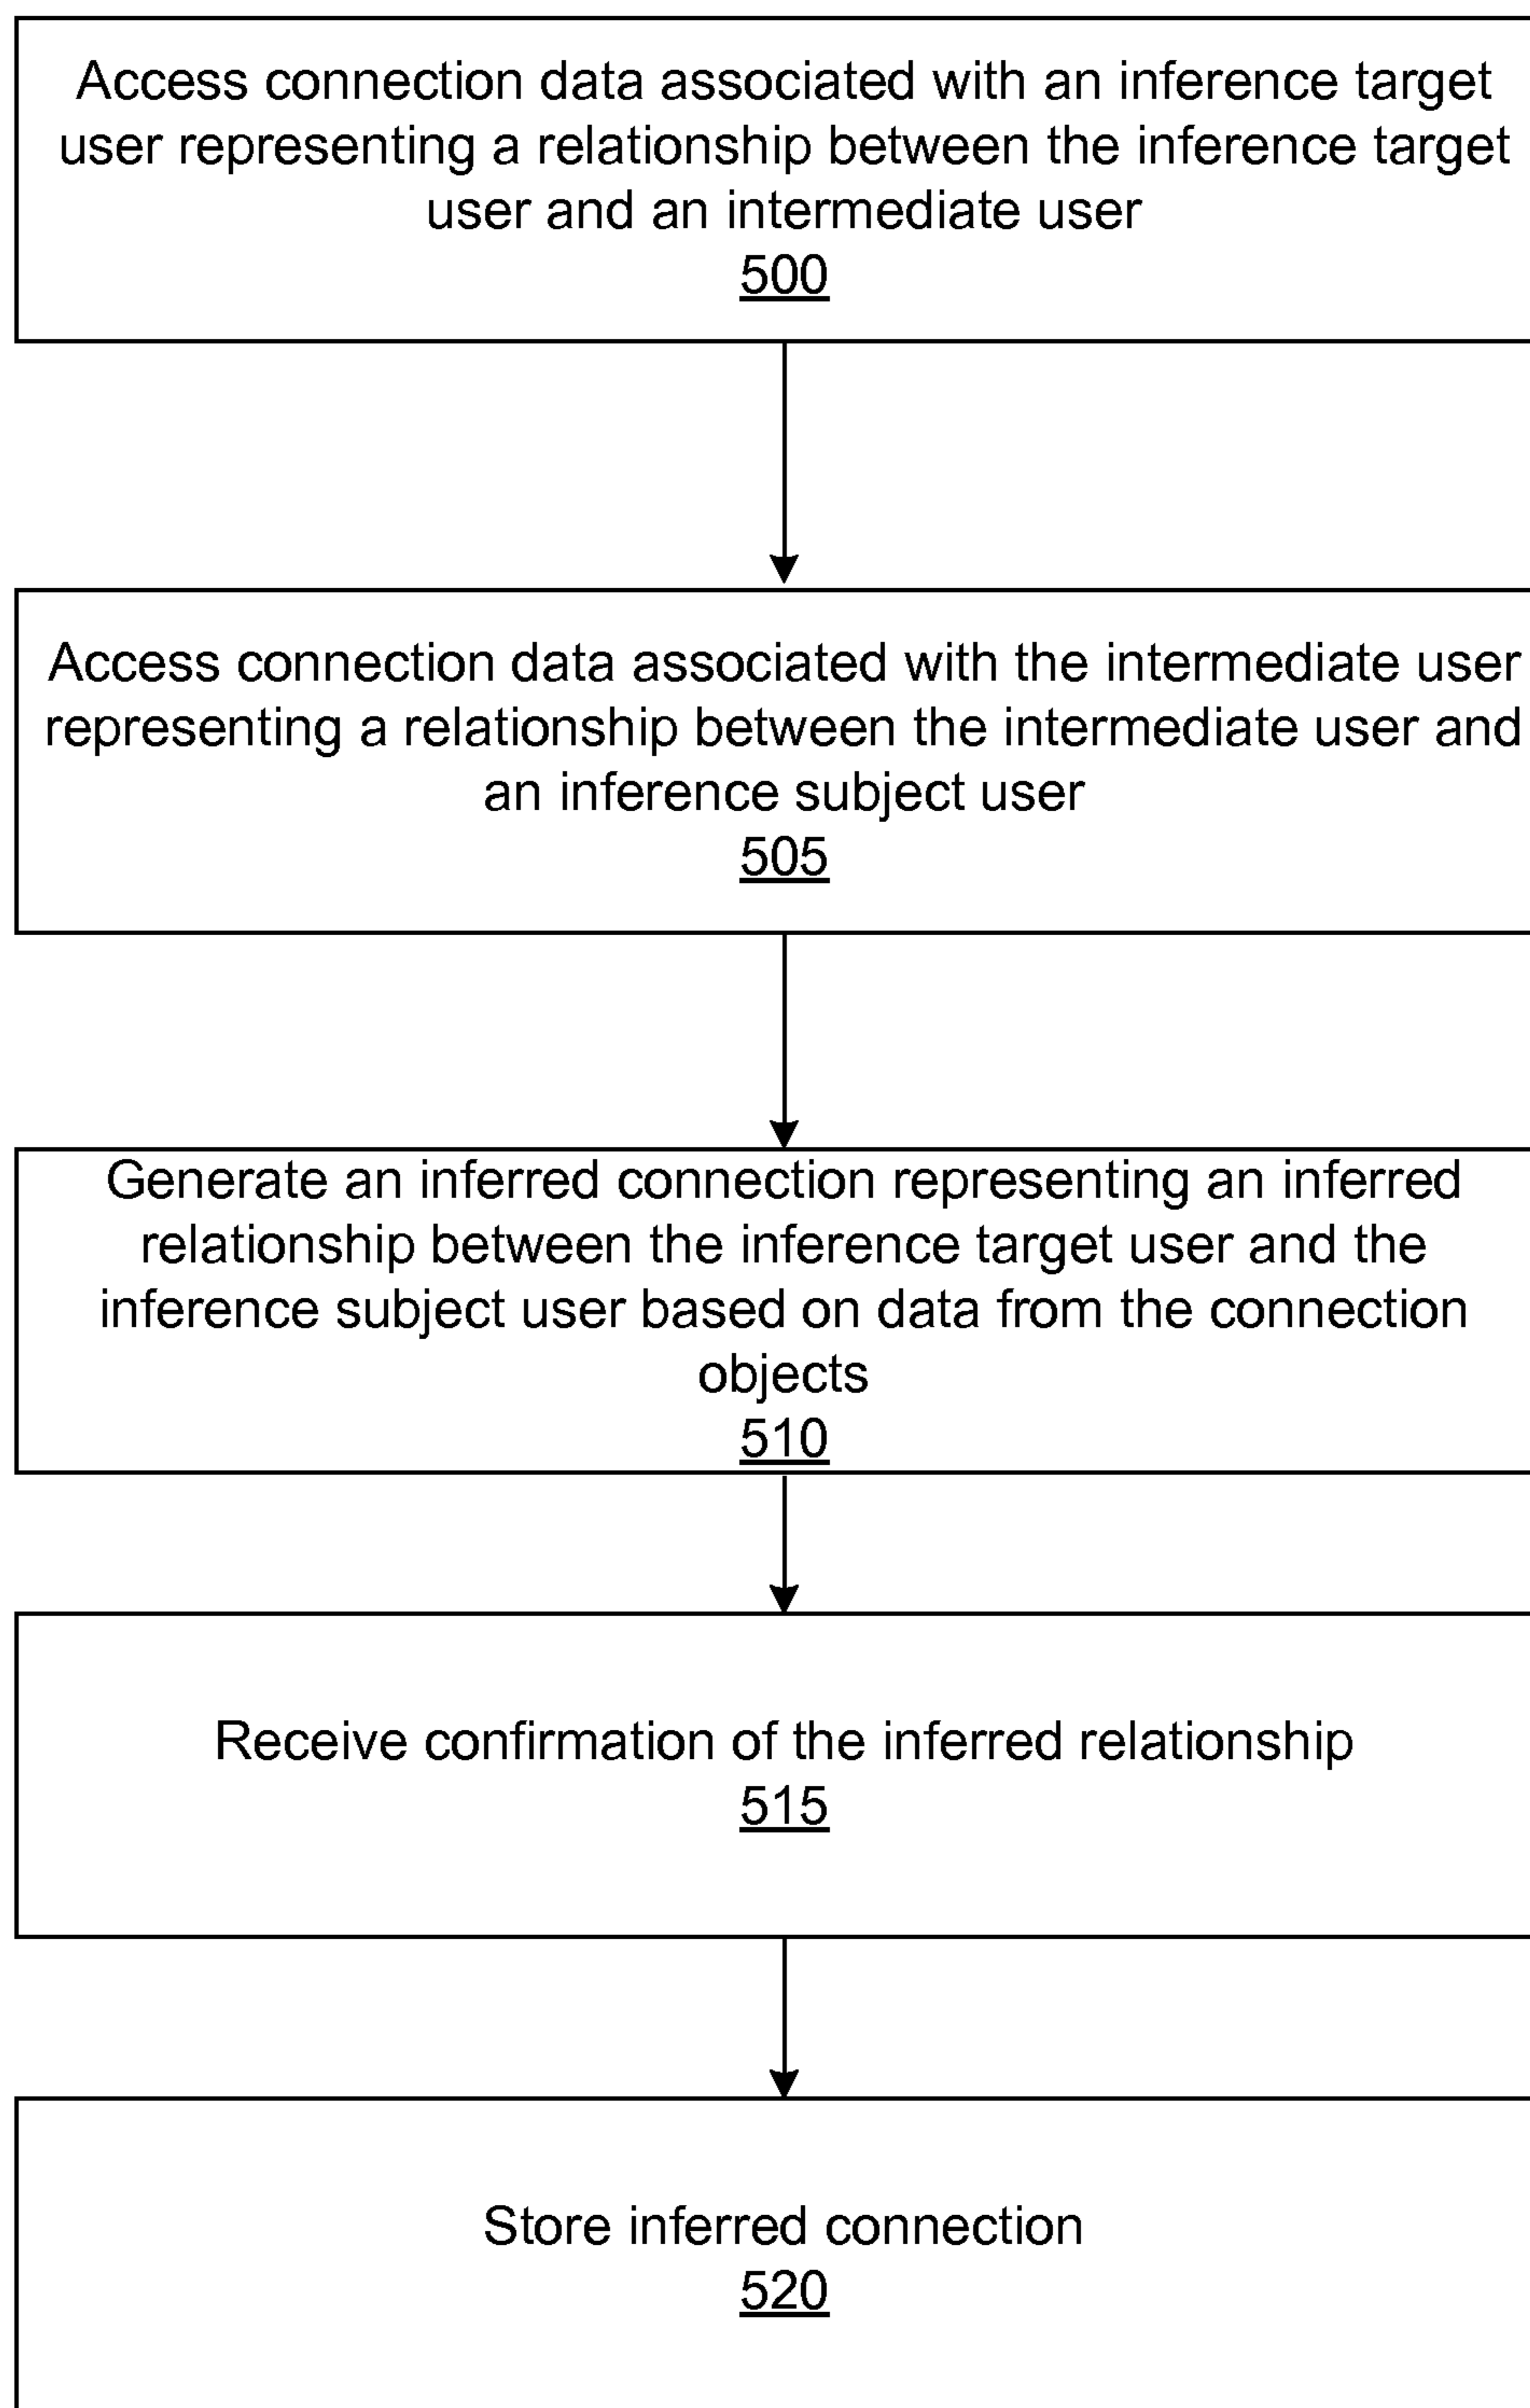 Access connection data associated with an inference target
user representing a relationship between the inference target
user and an intermediate user
500
Access connection data associated with the intermediate user
representing a relationship between the intermediate user and
an inference subject user
505
Generate an inferred connection representing an inferred
relationship between the inference target user and the
inference subject user based on data from the connection
objects
510
Receive confirmation of the inferred relationship
515
Store inferred connection
520